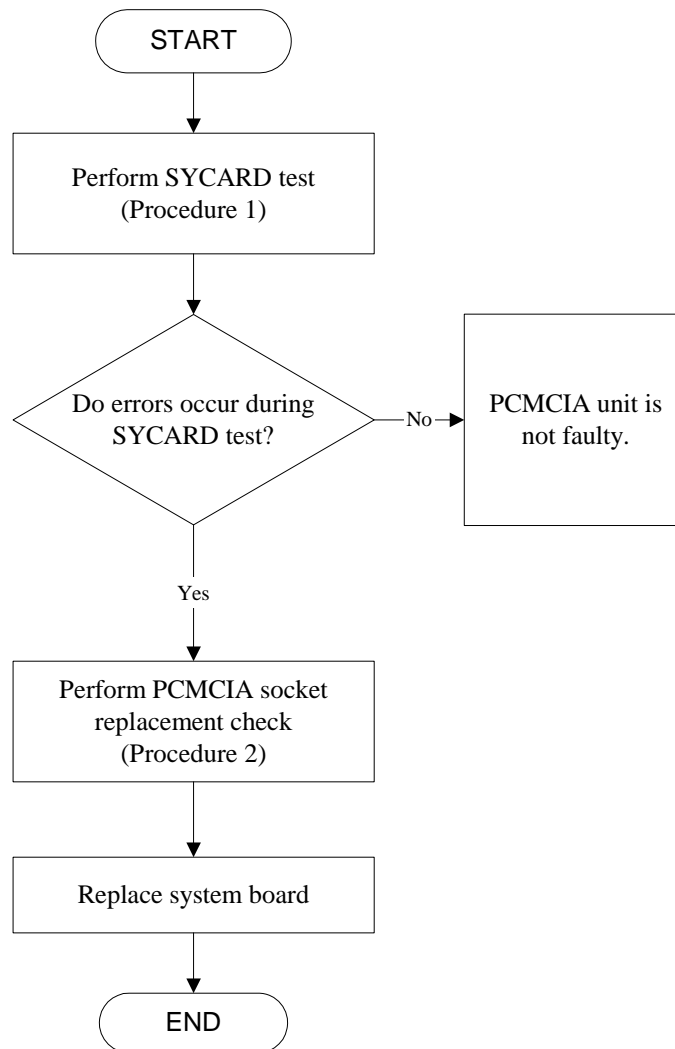 START
Perform SYCARD test
(Procedure 1)
Do errors occur during
SYCARD test?
No
PCMCIA unit is
not faulty.
Yes
Perform PCMCIA socket
replacement check
(Procedure 2)
Replace system board
END